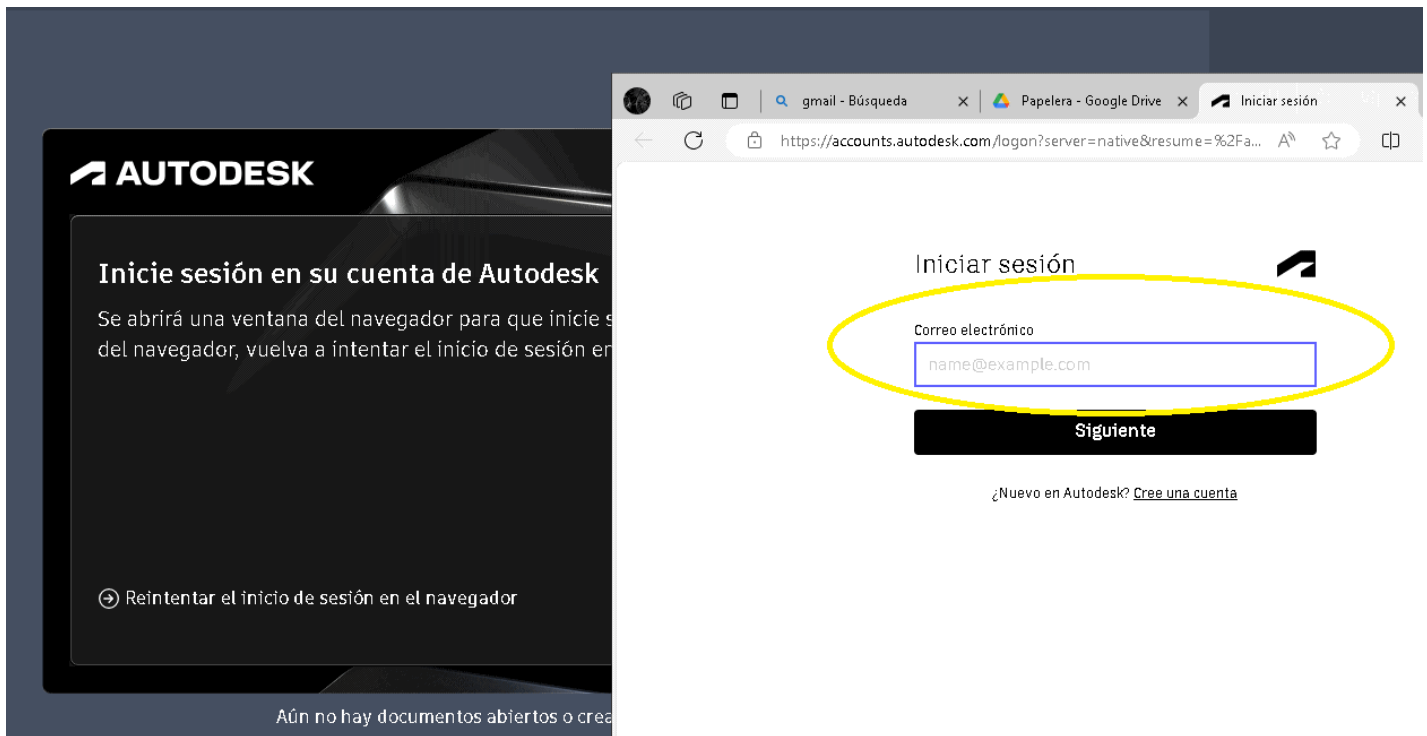 gmail - Búsqueda
Papelera - Google Drive
Iniciar sesión
https://accounts.autodesk.com/logon?server=native&resume=%2Fa...
AUTODESK
Inicie sesión en su cuenta de Autodesk
Se abrirá una ventana del navegador para que inicie
del navegador, vuelva a intentar el inicio de sesión
Reintentar el inicio de sesión en el navegador
Aún no hay documentos abiertos o
Iniciar sesión
Correo electrónico
name@example.com
Siguiente
¿Nuevo en Autodesk? Cree una cuenta